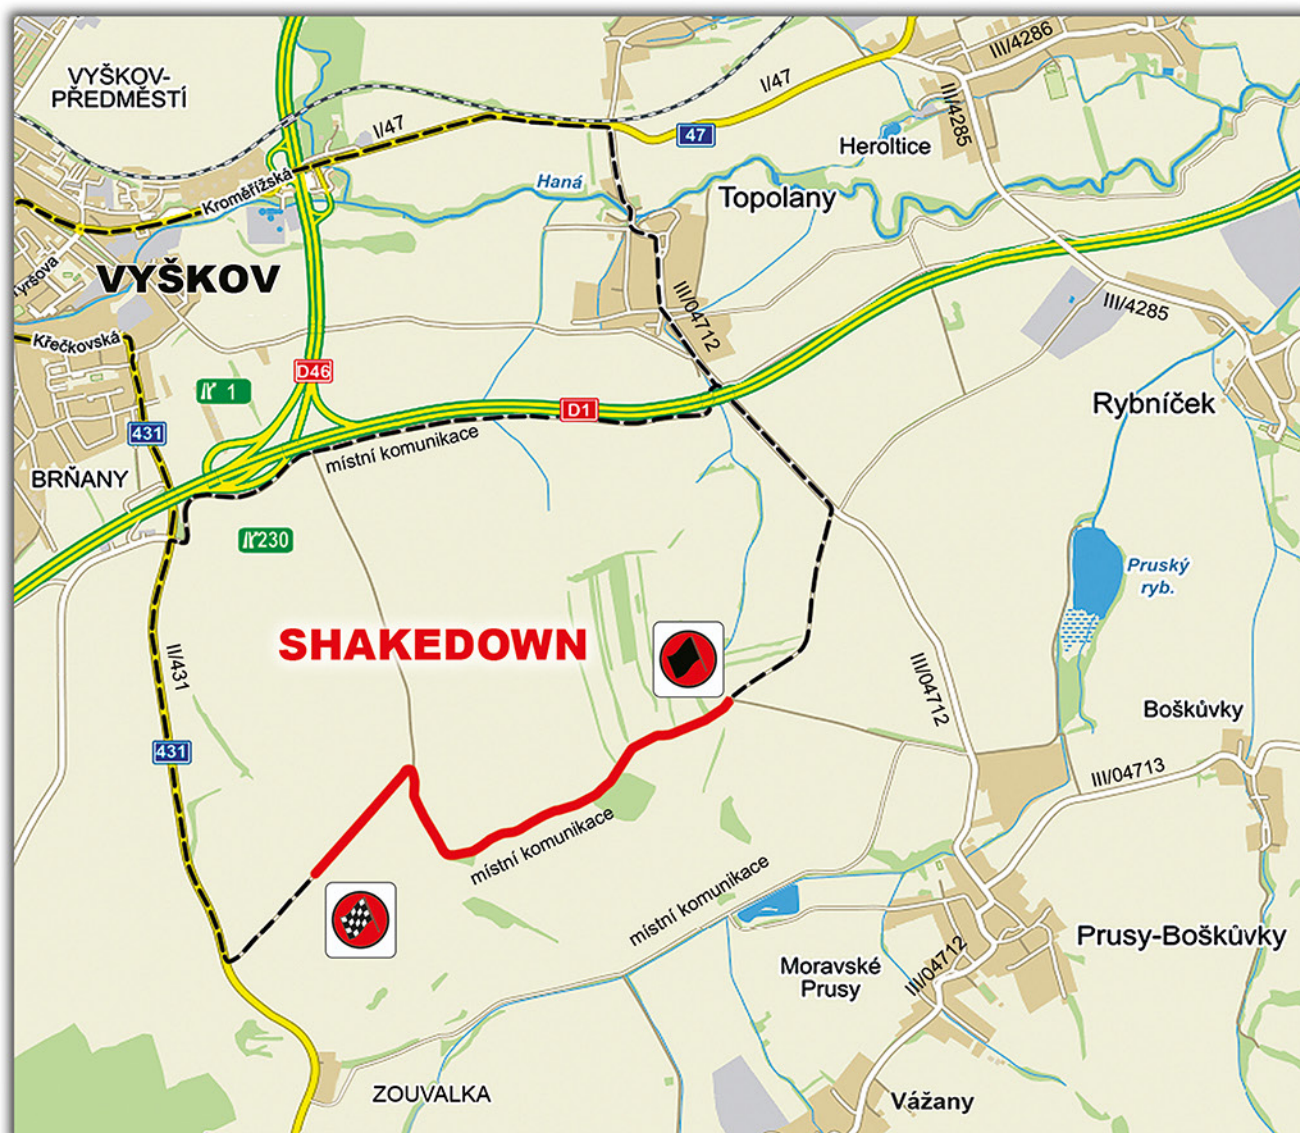 VYŠKOV-
PŘEDMĚSTÍ
I/47
III/4286
I/47
47
III/4285
Heroltice
Haná
Topolany
Kroměřížská
VYŠKOV
Tyršova
III/04712
III/4285
Křečkovská
D46
1
D1
Rybníček
431
místní komunikace
BRŇANY
230
Pruský
ryb.
SHAKEDOWN
II/431
III/04712
Boškůvky
431
III/04713
místní komunikace
místní komunikace
Prusy-Boškůvky
Moravské
Prusy
III/04712
ZOUVALKA
Vážany